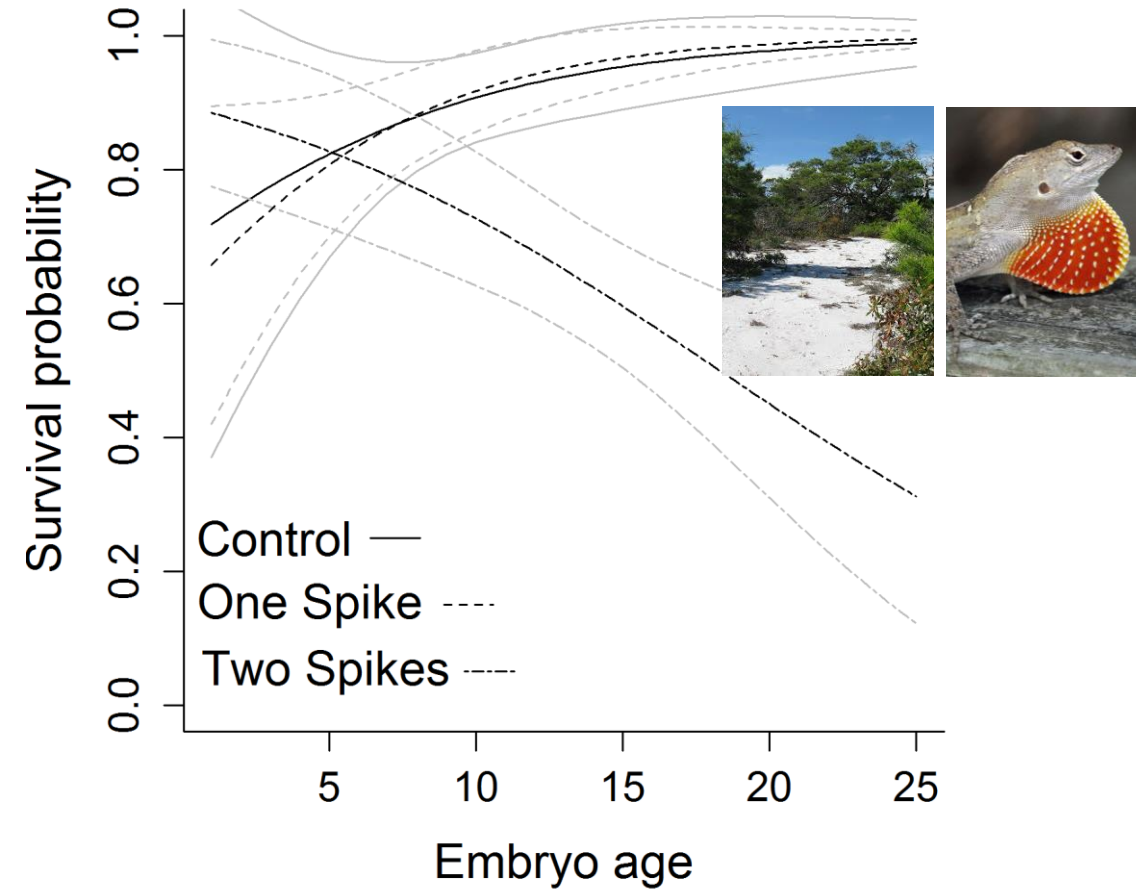 Survival probability
1.0
0.8
0.6
0.4
0.2
0.0
Control
One Spike
Two Spikes
5 10 15 20 25
Embryo age